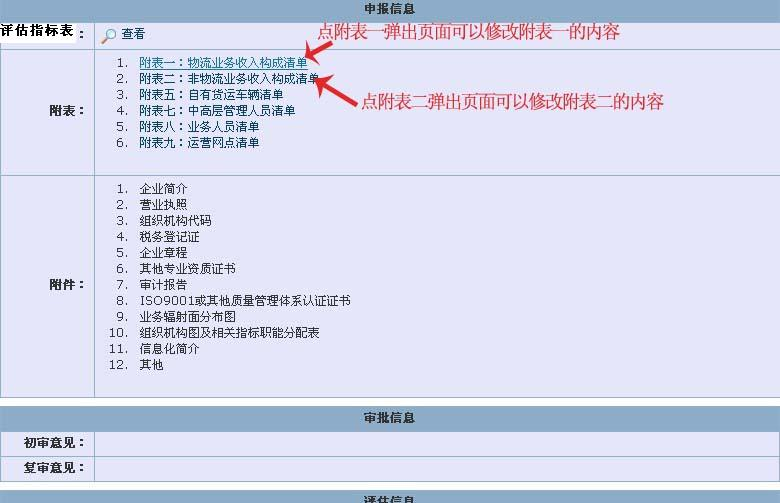 申报信息
评估指标表：
查看
点附表一弹出页面可以修改附表一的内容
附表：
1. 附表一：物流业务收入构成清单
2. 附表二：非物流业务收入构成清单
点附表二弹出页面可以修改附表二的内容
3. 附表五：自有货运车辆清单
4. 附表七：中高层管理人员清单
5. 附表八：业务人员清单
6. 附表九：运营网点清单
附件：
1. 企业简介
2. 营业执照
3. 组织机构代码
4. 税务登记证
5. 企业章程
6. 其他专业资质证书
7. 审计报告
8. ISO9001或其他质量管理体系认证证书
9. 业务辐射面分布图
10. 组织机构图及相关指标职能分配表
11. 信息化简介
12. 其他
审批信息
初审意见：
复审意见：
评估信息